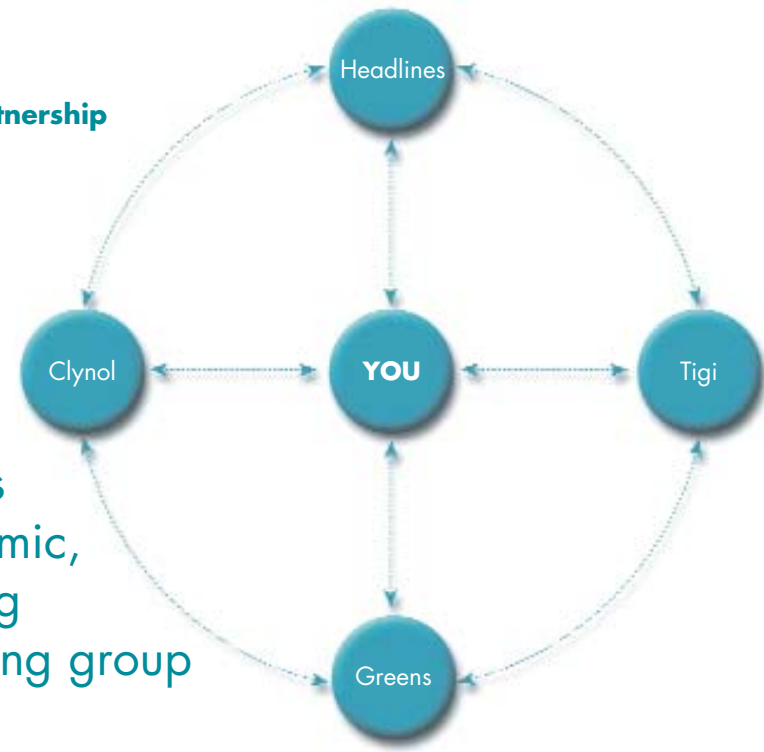 Headlines
tnership
Clynol
YOU
Tigi
s
mic,
g
ng group
Greens